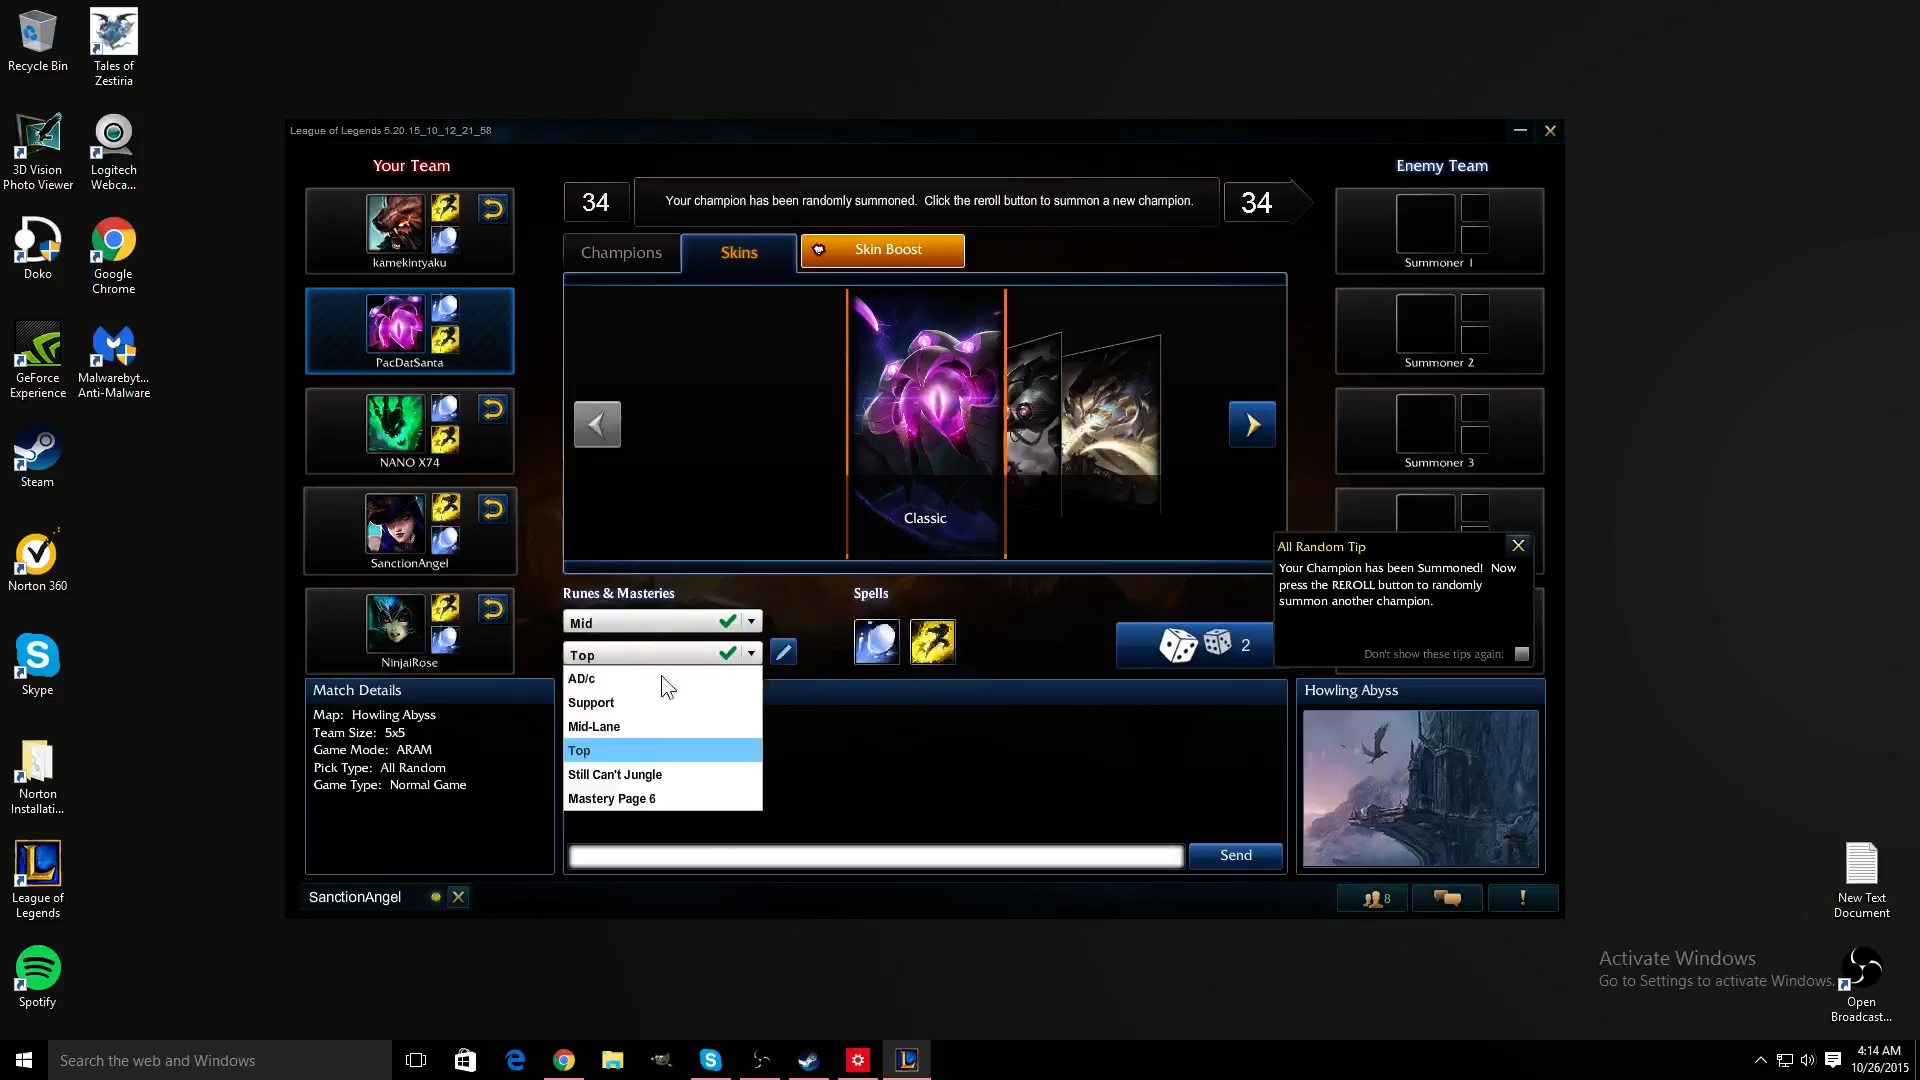 Recycle Bin
Tales of
Zestiria
3D Vision
Photo Viewer
Logitech
Webca...
Doko
Google
Chrome
GeForce
Experience
Malwarebyt...
Anti-Malware
Steam
Norton 360
Skype
Norton
Installati...
League of
Legends
Spotify
League of Legends 5.20.15_10_12_21_58
Your Team
kamekintyaku
PacDatSanta
NANO X74
SanctionAngel
NinjaiRose
34
Your champion has been randomly summoned. Click the reroll button to summon a new champion.
34
Champions
Skins
Skin Boost
Classic
Enemy Team
Summoner 1
Summoner 2
Summoner 3
All Random Tip
Your Champion has been Summoned! Now
press the REROLL button to randomly
summon another champion.
Don't show these tips again:
Runes & Masteries
Mid
Top
AD/c
Support
Mid-Lane
Top
Still Can't Jungle
Mastery Page 6
Spells
2
Match Details
Map: Howling Abyss
Team Size: 5x5
Game Mode: ARAM
Pick Type: All Random
Game Type: Normal Game
Send
Howling Abyss
SanctionAngel
8
New Text
Document
Activate Windows
Go to Settings to activate Windows.
Open
Broadcast...
Search the web and Windows
4:14 AM
10/26/2015